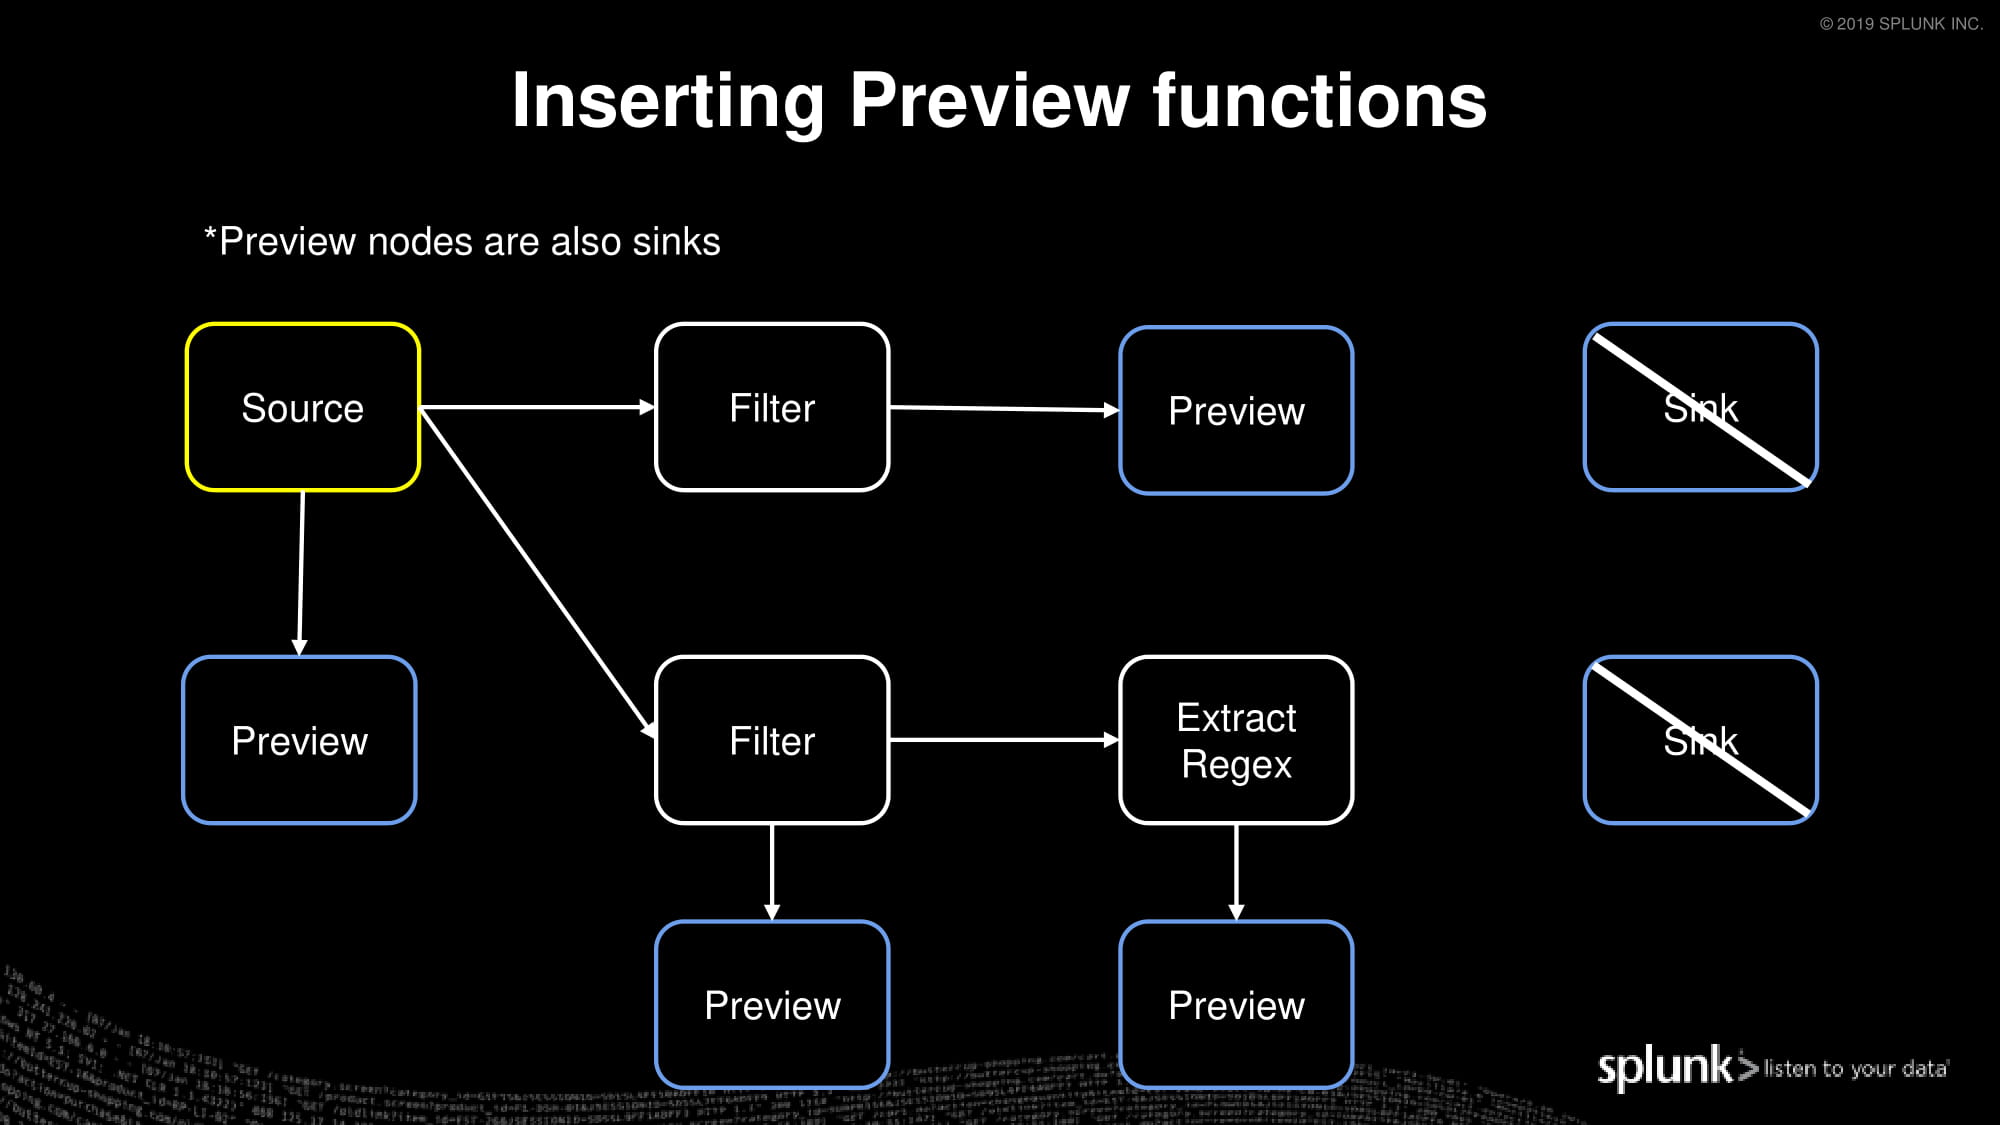 © 2019 SPLUNK INC.
Inserting Preview functions
*Preview nodes are also sinks
Source
Filter
Preview
Sink
Preview
Filter
Extract
Regex
Sink
Preview
Preview
splunk> listen to your data